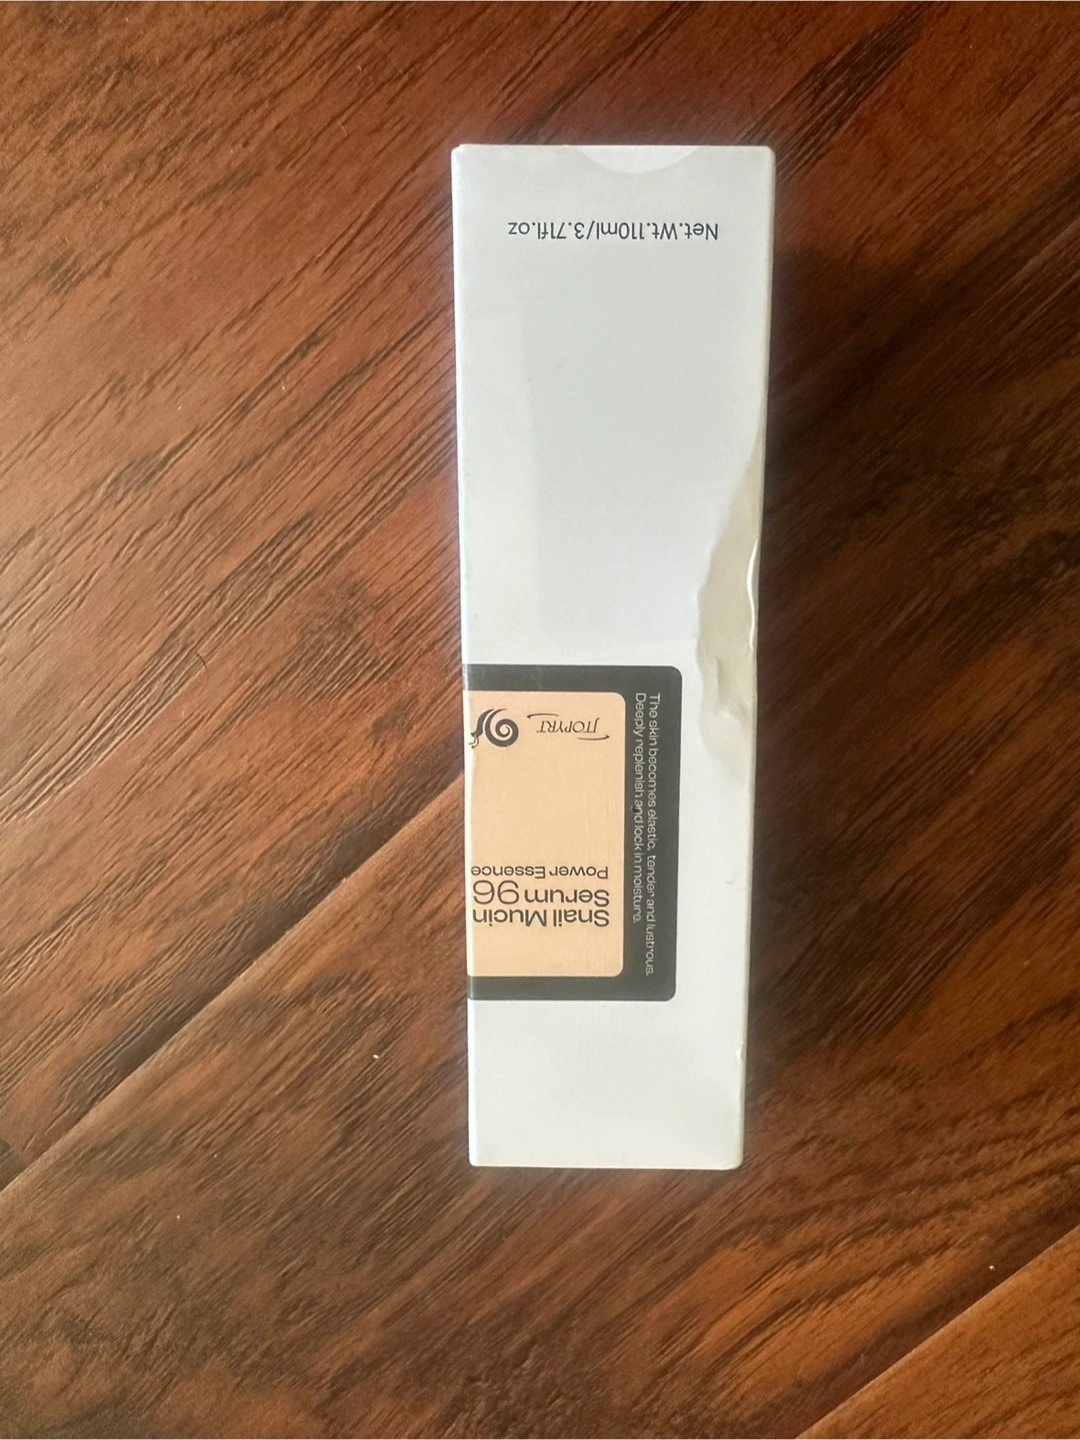 Snail Mucin
Serum 96
Power Essence
JTOPYRT
The skin becomes elastic, tender and lustrous.
Deeply replenish and lock in moisture.
Net.Wt.110ml/3.71fl.oz